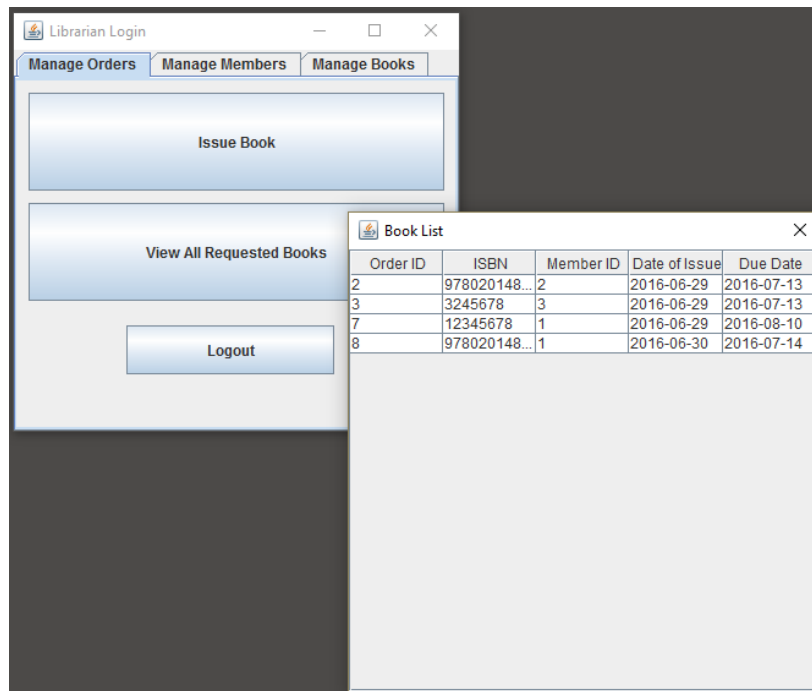 Librarian Login
Manage Orders Manage Members Manage Books
Issue Book
View All Requested Books
Logout
Book List
Order ID ISBN Member ID Date of Issue Due Date
2 978020148... 2 2016-06-29 2016-07-13
3 3245678 3 2016-06-29 2016-07-13
7 12345678 1 2016-06-29 2016-08-10
8 978020148... 1 2016-06-30 2016-07-14